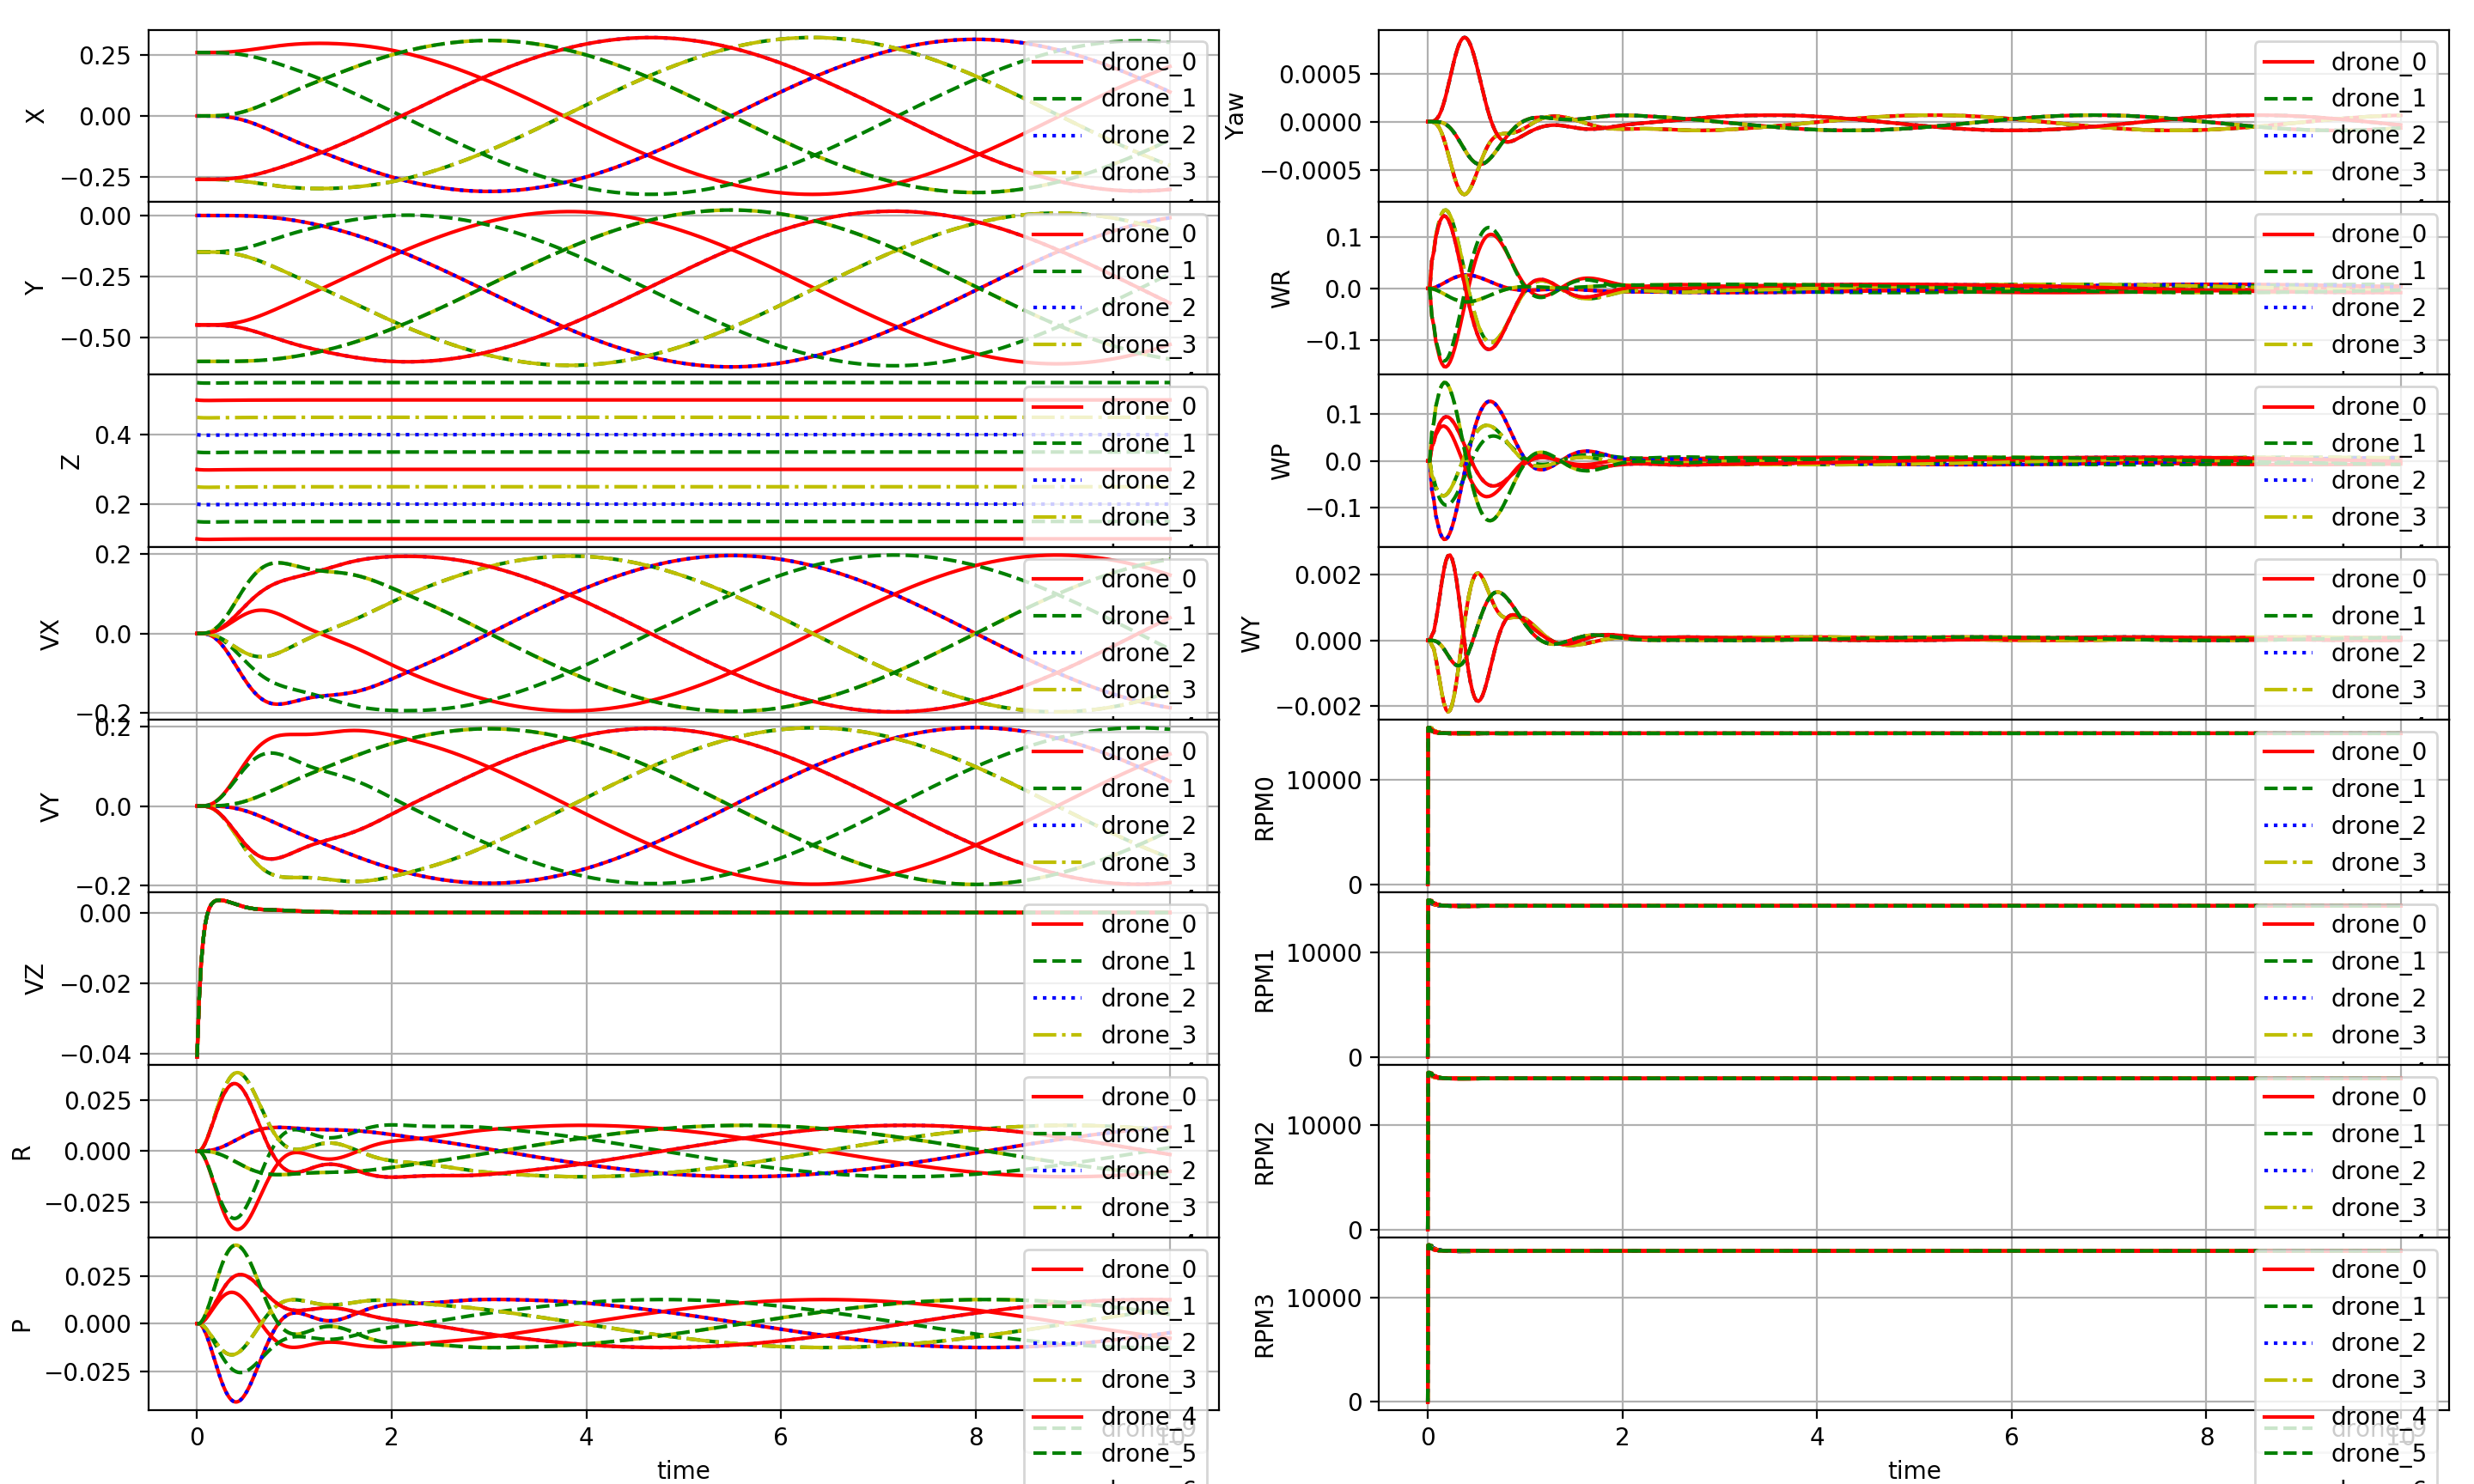 X
0.25
0.00
−0.25
drone_0
drone_1
drone_2
drone_3
Y
0.00
−0.25
−0.50
drone_0
drone_1
drone_2
drone_3
Z
0.4
0.2
drone_0
drone_1
drone_2
drone_3
VX
0.2
0.0
−0.2
drone_0
drone_1
drone_2
drone_3
VY
0.2
0.0
−0.2
drone_0
drone_1
drone_2
drone_3
VZ
0.00
−0.02
−0.04
drone_0
drone_1
drone_2
drone_3
R
0.025
0.000
−0.025
drone_0
drone_1
drone_2
drone_3
P
0.025
0.000
−0.025
drone_0
drone_1
drone_2
drone_3
drone_4
drone_9
drone_5
0 2 4 6 8 10
time
Yaw
0.0005
0.0000
−0.0005
drone_0
drone_1
drone_2
drone_3
WR
0.1
0.0
−0.1
drone_0
drone_1
drone_2
drone_3
WP
0.1
0.0
−0.1
drone_0
drone_1
drone_2
drone_3
WY
0.002
0.000
−0.002
drone_0
drone_1
drone_2
drone_3
RPM0
10000
0
drone_0
drone_1
drone_2
drone_3
RPM1
10000
0
drone_0
drone_1
drone_2
drone_3
RPM2
10000
0
drone_0
drone_1
drone_2
drone_3
RPM3
10000
0
drone_0
drone_1
drone_2
drone_3
drone_4
drone_9
drone_5
0 2 4 6 8 10
time